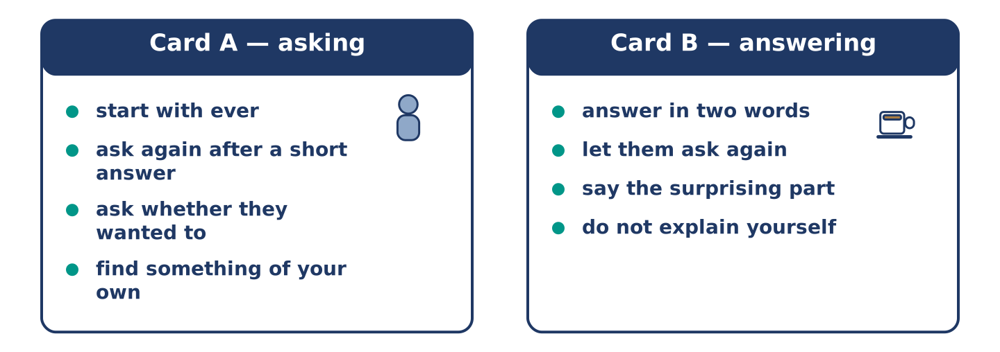 Card A — asking
start with ever
ask again after a short
answer
ask whether they
wanted to
find something of your
own
Card B — answering
answer in two words
let them ask again
say the surprising part
do not explain yourself